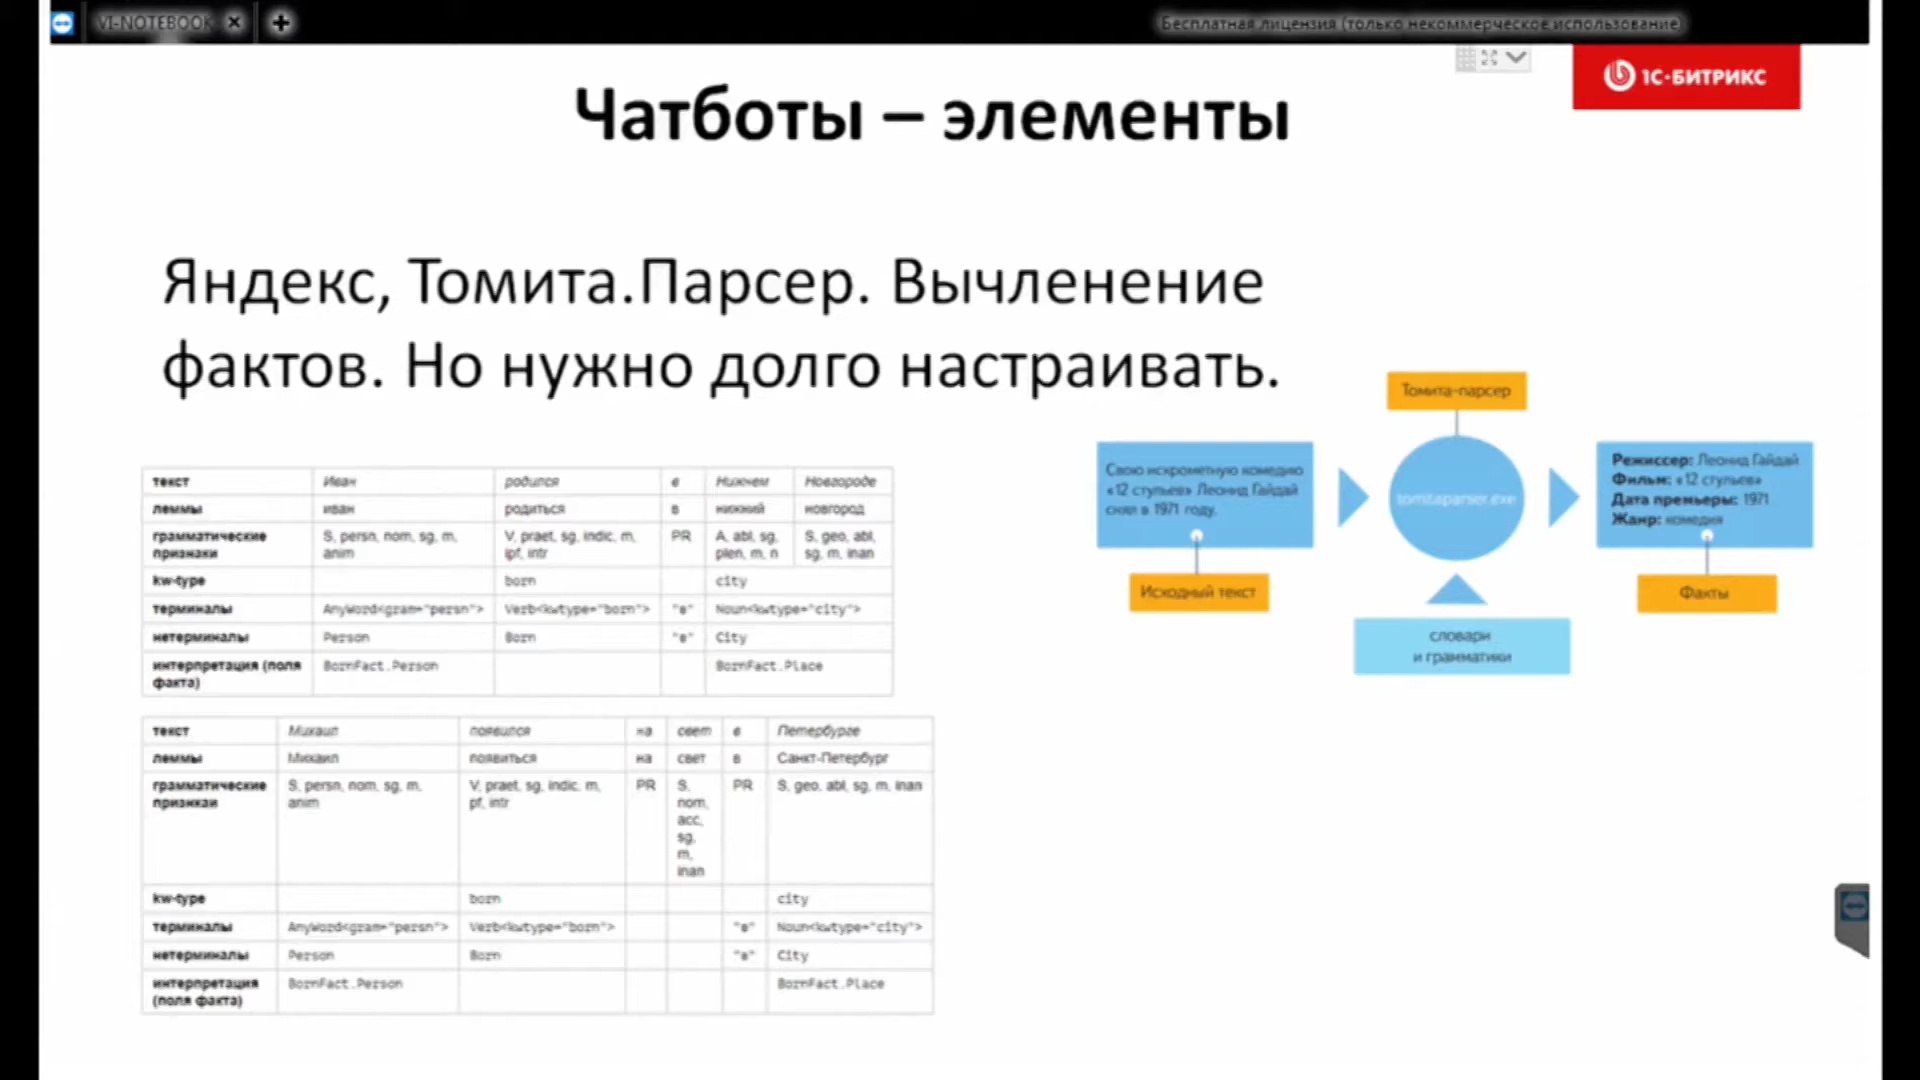 VI-NOTEBOOK
Бесплатная лицензия (только некоммерческое использование)
1С·БИТРИКС
Чатботы – элементы
Яндекс, Томита.Парсер. Вычленение
фактов. Но нужно долго настраивать.
текст Иван родился в Нижнем Новгороде
леммы иван родиться в нижний новгород
грамматические признаки S, persn, nom, sg, m, anim V, praet, sg, indic, m, ipf, intr PR A, abl, sg, plen, m, n S, geo, abl, sg, m, inan
kw-type born city
терминалы AnyWord<gram="persn"> Verb<kwtype="born"> "в" Noun<kwtype="city">
нетерминалы Person Born "в" City
интерпретация (поля факта) BornFact.Person BornFact.Place
текст Михаил появился на свет в Петербурге
леммы Михаил появиться на свет в Санкт-Петербург
грамматические признкаи S, persn, nom, sg, m, anim V, praet, sg, indic, m, pf, intr PR S, nom, acc, sg, m, inan PR S, geo, abl, sg, m, inan
kw-type born city
терминалы AnyWord<gram="persn"> Verb<kwtype="born"> "в" Noun<kwtype="city">
нетерминалы Person Born "в" City
интерпретация (поля факта) BornFact.Person BornFact.Place
Томита-парсер
Свою искрометную комедию
«12 стульев» Леонид Гайдай
снял в 1971 году.
Исходный текст
tomitaparser.exe
словари
и грамматики
Режиссер: Леонид Гайдай
Фильм: «12 стульев»
Дата премьеры: 1971
Жанр: комедия
Факты